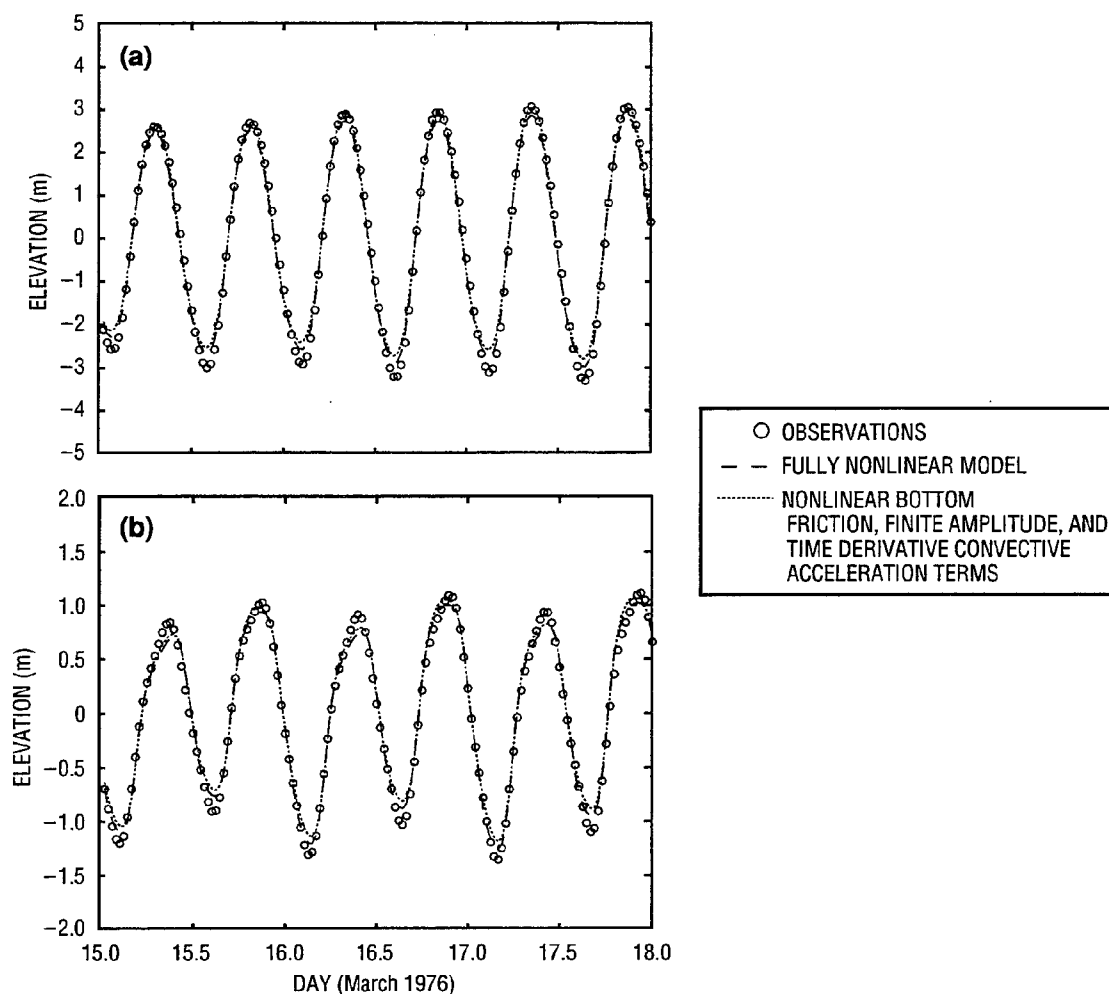 (a)
ELEVATION (m)
5
4
3
2
1
0
−1
−2
−3
−4
−5
(b)
ELEVATION (m)
2.0
1.5
1.0
0.5
0
−0.5
−1.0
−1.5
−2.0
15.0 15.5 16.0 16.5 17.0 17.5 18.0
DAY (March 1976)
OBSERVATIONS
FULLY NONLINEAR MODEL
NONLINEAR BOTTOM
FRICTION, FINITE AMPLITUDE, AND
TIME DERIVATIVE CONVECTIVE
ACCELERATION TERMS